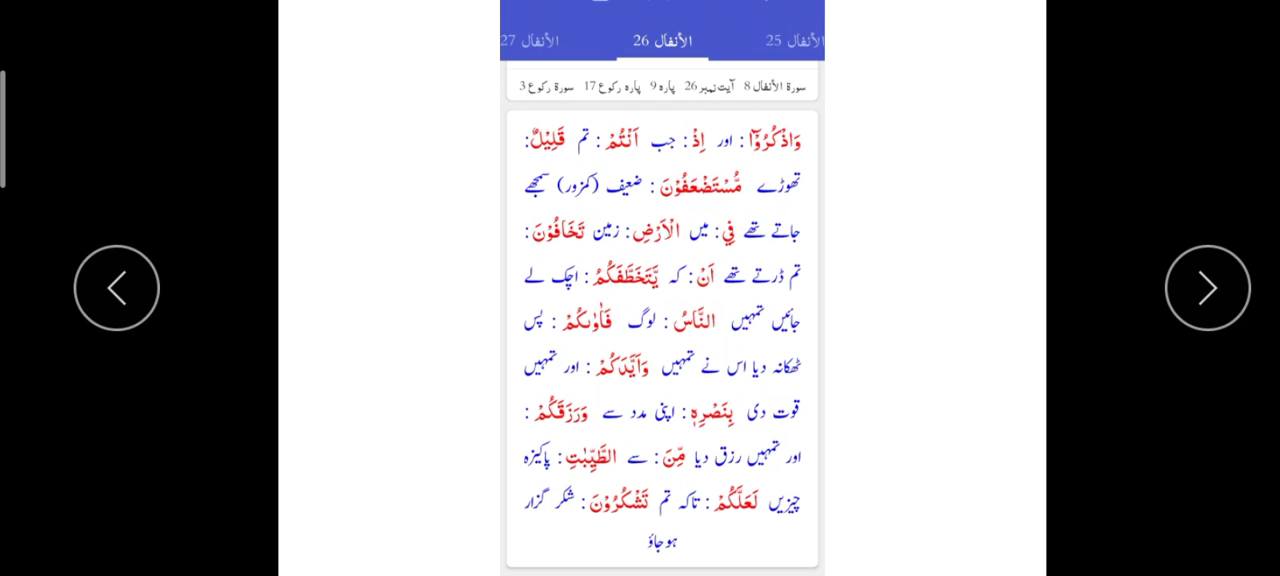 الأنفال 25 الأنفال 26 الأنفال 27
سورۃ الأنفال 8 آیت نمبر 26 پارہ 9 پارہ رکوع 17 سورۃ رکوع 3
وَاذْكُرُوْٓا : اور اِذْ : جب اَنْتُمْ : تم قَلِيْلٌ :
تھوڑے مُّسْتَضْعَفُوْنَ : ضعیف (کمزور) سمجھے
جاتے تھے فِي : میں الْاَرْضِ : زمین تَخَافُوْنَ :
تم ڈرتے تھے اَنْ : کہ يَّتَخَطَّفَكُمُ : اچک لے
جائیں تمہیں النَّاسُ : لوگ فَاٰوٰىكُمْ : پس
ٹھکانہ دیا اس نے تمہیں وَاَيَّدَكُمْ : اور تمہیں
قوت دی بِنَصْرِهٖ : اپنی مدد سے وَرَزَقَكُمْ :
اور تمہیں رزق دیا مِّنَ : سے الطَّيِّبٰتِ : پاکیزہ
چیزیں لَعَلَّكُمْ : تاکہ تم تَشْكُرُوْنَ : شکر گزار
ہوجاؤ